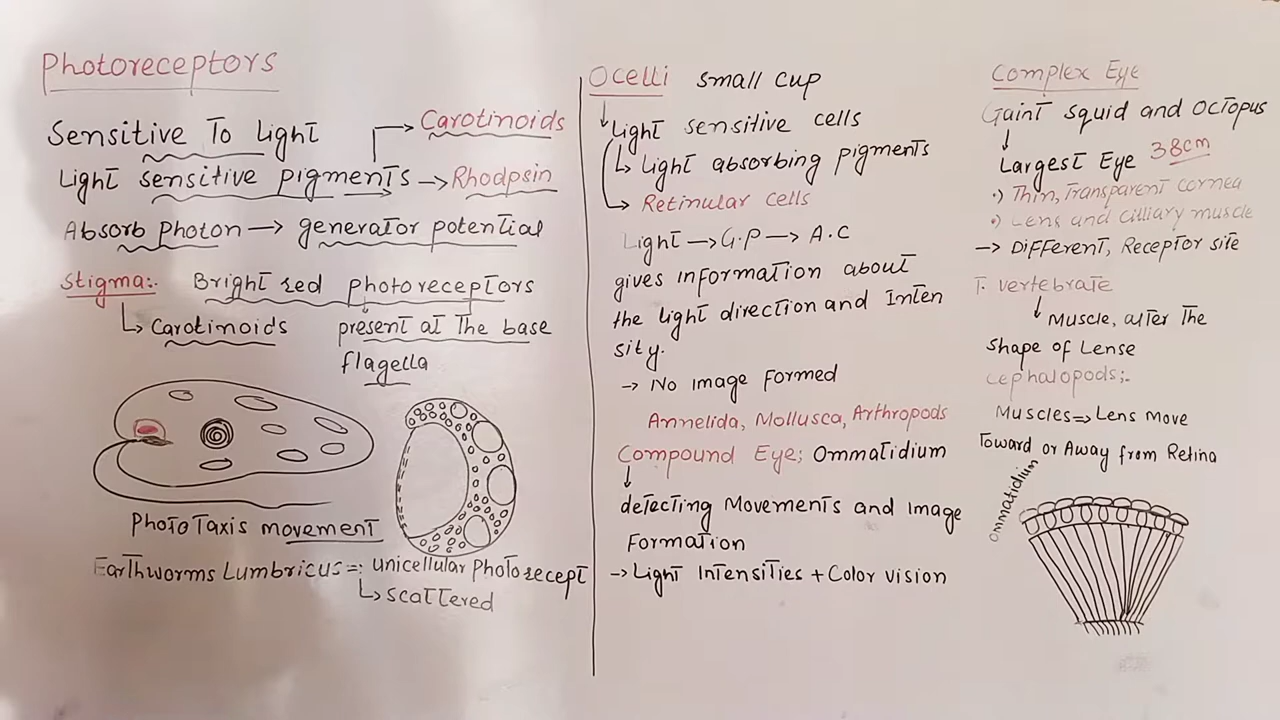 Photoreceptors
Sensitive To Light
Carotinoids
Light sensitive pigments → Rhodpsin
Absorb photon → generator potential
Stigma:. Bright red photoreceptors
Carotinoids present at The base
flagella
Photo Taxis movement
Earthworms Lumbricus =; unicellular Photo recept
scattered
Ocelli small cup
Light sensitive cells
Light absorbing pigments
Retinular cells
Light → G.P → A.C
gives information about
the light direction and Inten
sity.
→ No image formed
Annelida, Mollusca, Arthropods
Compound Eye; Ommatidium
detecting Movements and Image
Formation
→ Light Intensities + Color vision
Complex Eye
Gaint squid and octopus
Largest Eye 38cm
•) Thin, Transparent cornea
•) Lens and cilliary muscle
→ Different, Receptor site
vertebrate
Muscle, alter The
shape of Lense
cephalopods;.
Muscles ⇒ Lens move
Toward or Away from Retina
Ommatidium